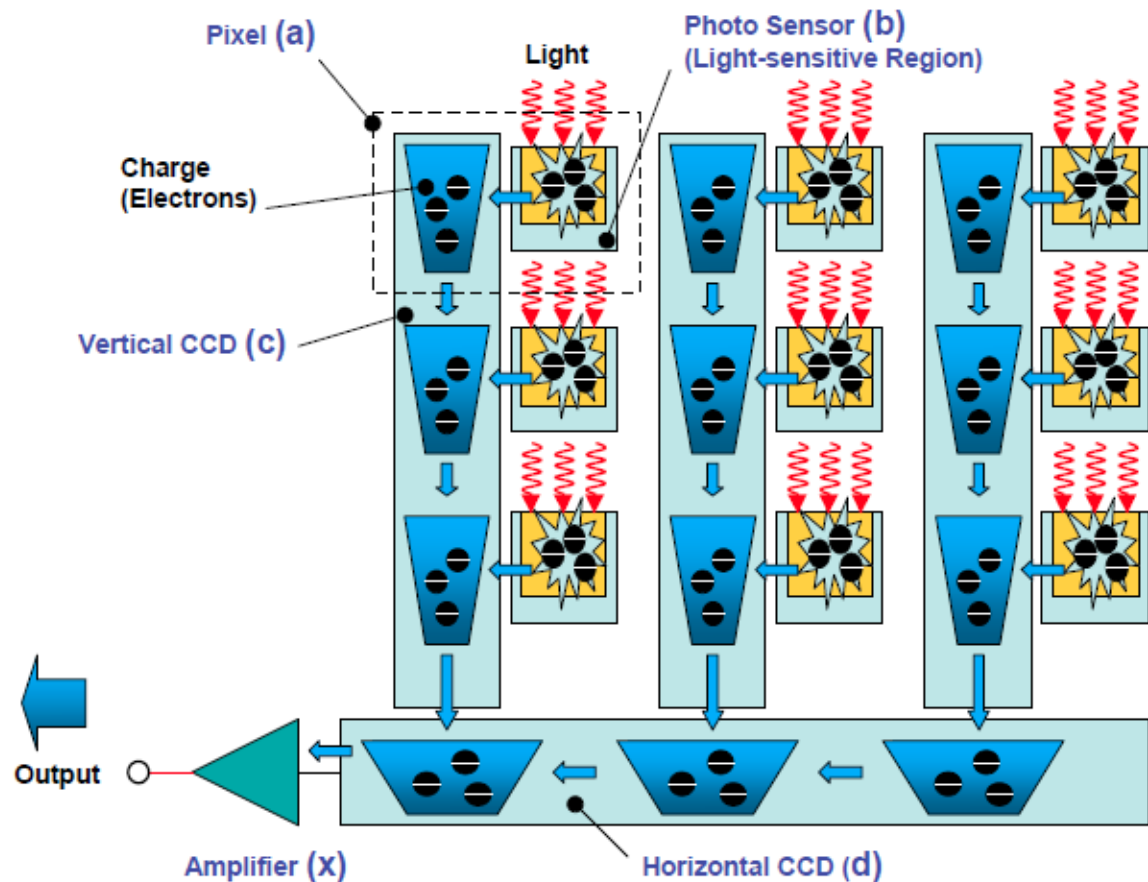 Pixel (a)
Light
Photo Sensor (b)
(Light-sensitive Region)
Charge
(Electrons)
Vertical CCD (c)
Output
Amplifier (x)
Horizontal CCD (d)